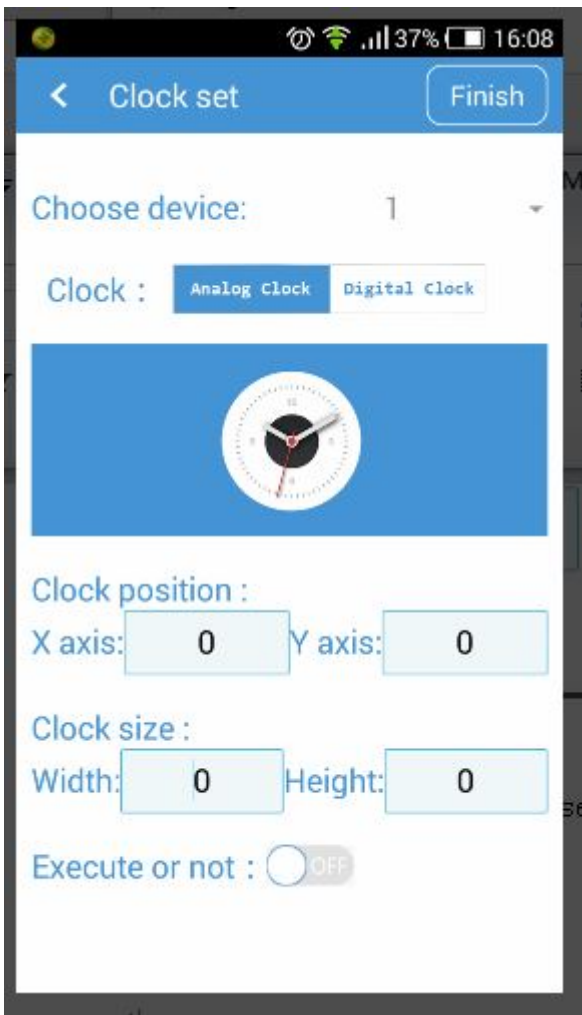 37% 16:08
Clock set Finish
Choose device: 1
Clock : Analog Clock Digital Clock
Clock position :
X axis: 0 Y axis: 0
Clock size :
Width: 0 Height: 0
Execute or not : OFF